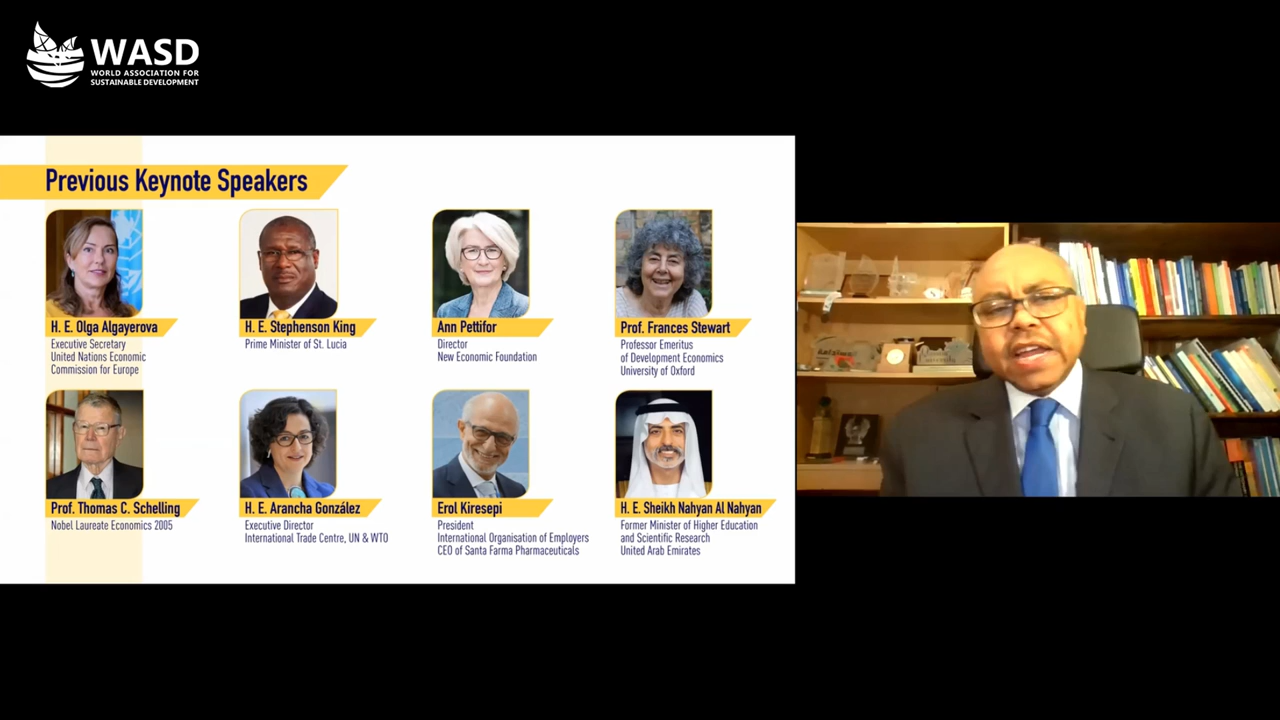 WASD
WORLD ASSOCIATION FOR
SUSTAINABLE DEVELOPMENT
Previous Keynote Speakers
H. E. Olga Algayerova
Executive Secretary
United Nations Economic
Commission for Europe
H. E. Stephenson King
Prime Minister of St. Lucia
Ann Pettifor
Director
New Economic Foundation
Prof. Frances Stewart
Professor Emeritus
of Development Economics
University of Oxford
Prof. Thomas C. Schelling
Nobel Laureate Economics 2005
H. E. Arancha González
Executive Director
International Trade Centre, UN & WTO
Erol Kiresepi
President
International Organisation of Employers
CEO of Santa Farma Pharmaceuticals
H. E. Sheikh Nahyan Al Nahyan
Former Minister of Higher Education
and Scientific Research
United Arab Emirates